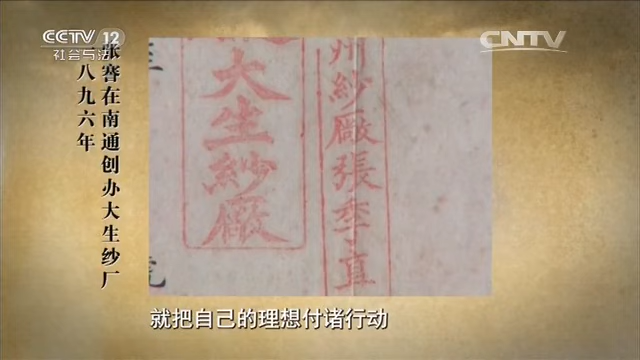 CCTV 12
社会与法
CNTV
一八九六年
张謇在南通创办大生纱厂
大生紗廠
州紗廠張季直
就把自己的理想付诸行动